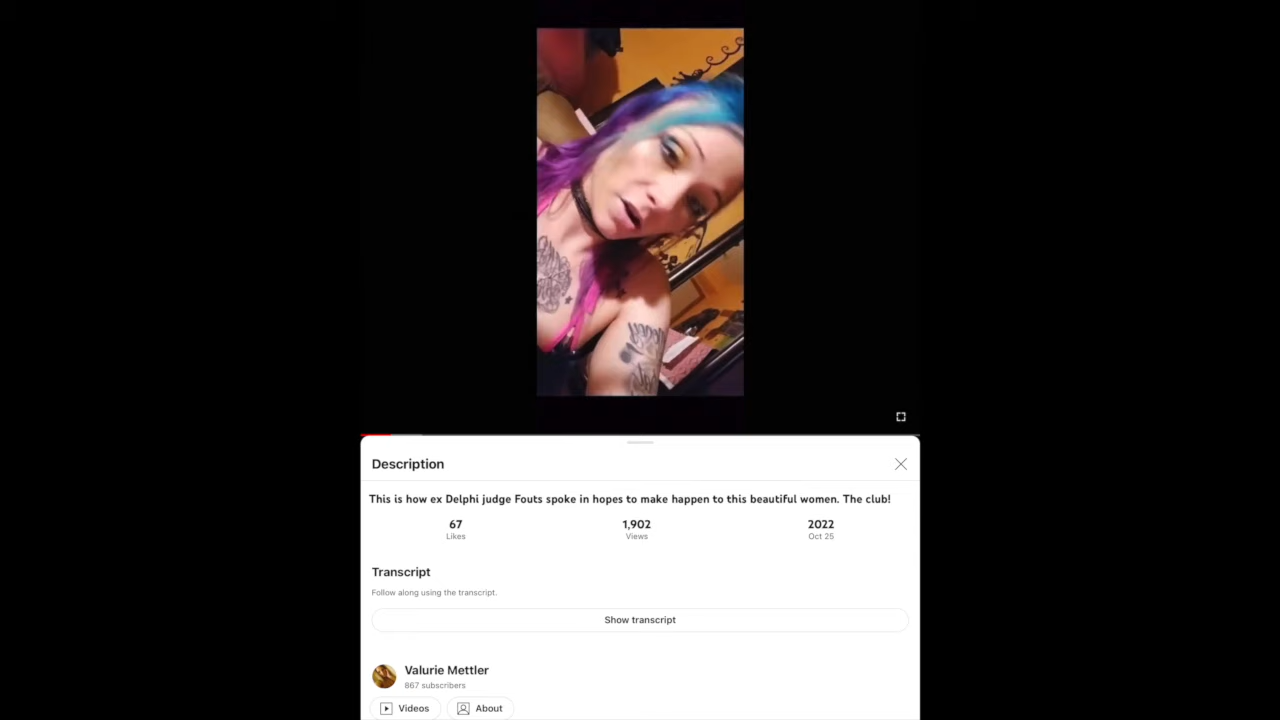 Description
This is how ex Delphi judge Fouts spoke in hopes to make happen to this beautiful women. The club!
67 1,902 2022
Likes Views Oct 25
Transcript
Follow along using the transcript.
Show transcript
Valurie Mettler
867 subscribers
Videos About